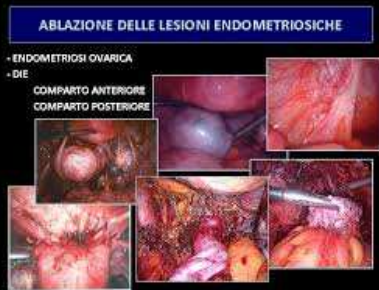 ABLAZIONE DELLE LESIONI ENDOMETRIOSICHE
- ENDOMETRIOSI OVARICA
- DIE
COMPARTO ANTERIORE
COMPARTO POSTERIORE